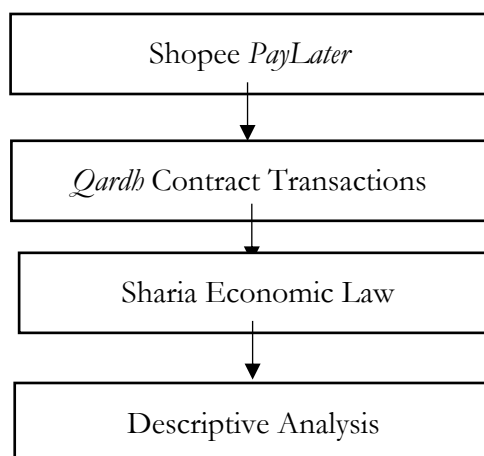 Shopee PayLater
Qardh Contract Transactions
Sharia Economic Law
Descriptive Analysis